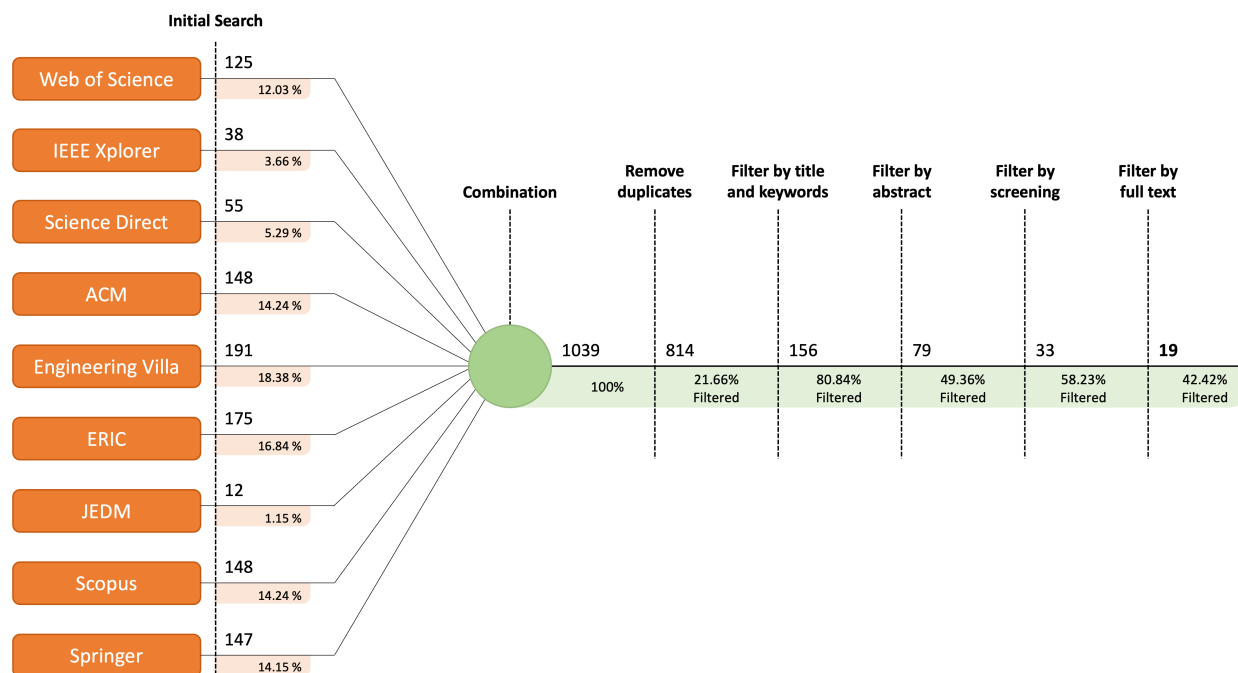 Initial Search
Web of Science
125
12.03 %
IEEE Xplorer
38
3.66 %
Science Direct
55
5.29 %
ACM
148
14.24 %
Engineering Villa
191
18.38 %
ERIC
175
16.84 %
JEDM
12
1.15 %
Scopus
148
14.24 %
Springer
147
14.15 %
Combination
1039
100%
Remove
duplicates
814
21.66%
Filtered
Filter by title
and keywords
156
80.84%
Filtered
Filter by
abstract
79
49.36%
Filtered
Filter by
screening
33
58.23%
Filtered
Filter by
full text
19
42.42%
Filtered